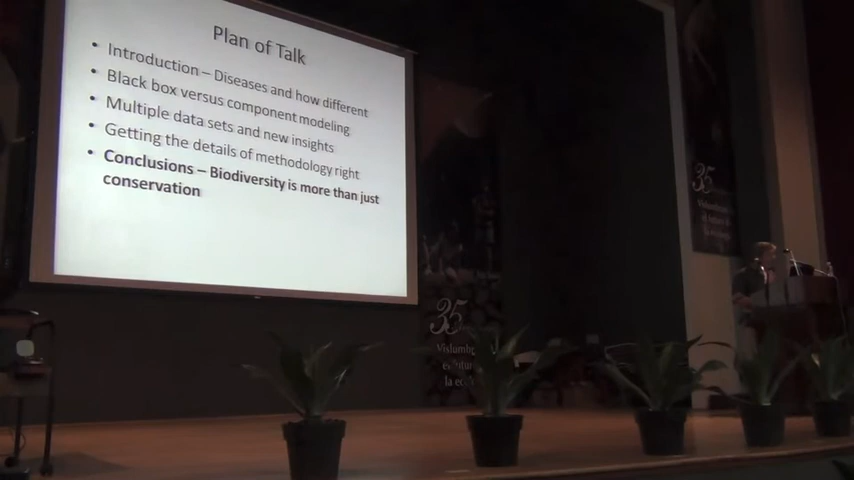 Plan of Talk
• Introduction – Diseases and how different
• Black box versus component modeling
• Multiple data sets and new insights
• Getting the details of methodology right
• Conclusions – Biodiversity is more than just
conservation
35
35